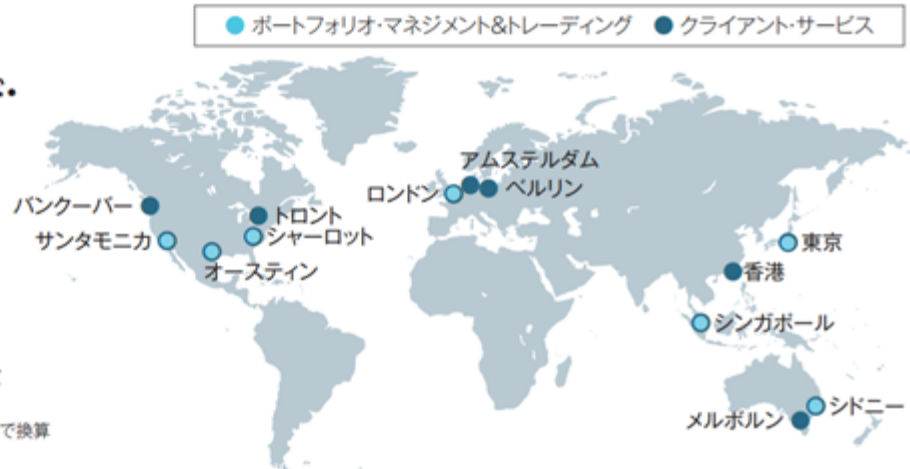 ポートフォリオ・マネジメント&トレーディング
クライアント・サービス
アムステルダム
ロンドン
ベルリン
バンクーバー
トロント
サンタモニカ
シャーロット
オースティン
東京
香港
シンガポール
シドニー
メルボルン
で換算